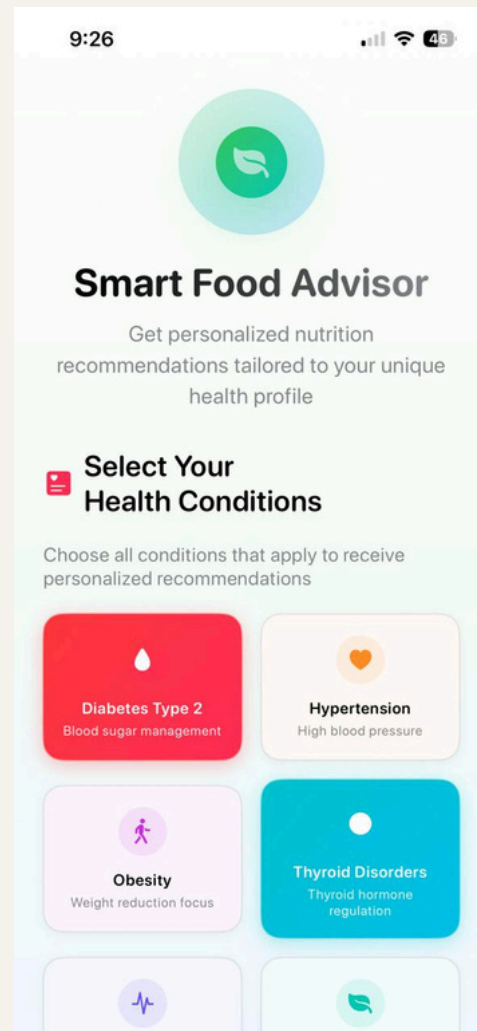 9:26
46
Smart Food Advisor
Get personalized nutrition
recommendations tailored to your unique
health profile
Select Your
Health Conditions
Choose all conditions that apply to receive
personalized recommendations
Diabetes Type 2
Blood sugar management
Hypertension
High blood pressure
Obesity
Weight reduction focus
Thyroid Disorders
Thyroid hormone
regulation